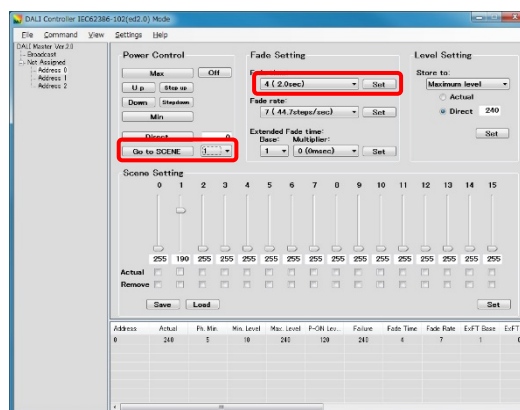 DALI Controller IEC62386-102(ed2.0) Mode
File Command View Settings Help
DALI Master Ver.2.0
Broadcast
Not Assigned
Address 0
Address 1
Address 2
Power Control
Max Off
Up Step up
Down Stepdown
Min
Direct 0
Go to SCENE 1
Fade Setting
4 ( 2.0sec) Set
Fade rate:
7 ( 44.7steps/sec) Set
Extended Fade time:
Base: Multiplier:
1 0 (0msec) Set
Level Setting
Store to:
Maximum level
Actual
Direct 240
Set
Scene Setting
0 1 2 3 4 5 6 7 8 9 10 11 12 13 14 15
255 190 255 255 255 255 255 255 255 255 255 255 255 255 255 255
Actual
Remove
Save Load Set
Address Actual Ph. Min Min. Level Max. Level P-ON Lev... Failure Fade Time Fade Rate ExFT Base ExFT
0 240 5 10 240 120 240 4 7 1 0